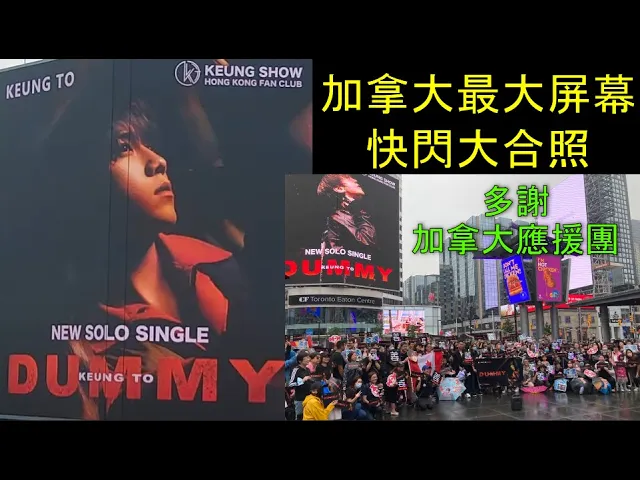 KEUNG TO
KEUNG SHOW
HONG KONG FAN CLUB
NEW SOLO SINGLE
DUMMY
KEUNG TO
加拿大最大屏幕
快閃大合照
多謝
加拿大應援團
NEW SOLO SINGLE
DUMMY
KEUNG TO
CF Toronto Eaton Centre
DUMMY